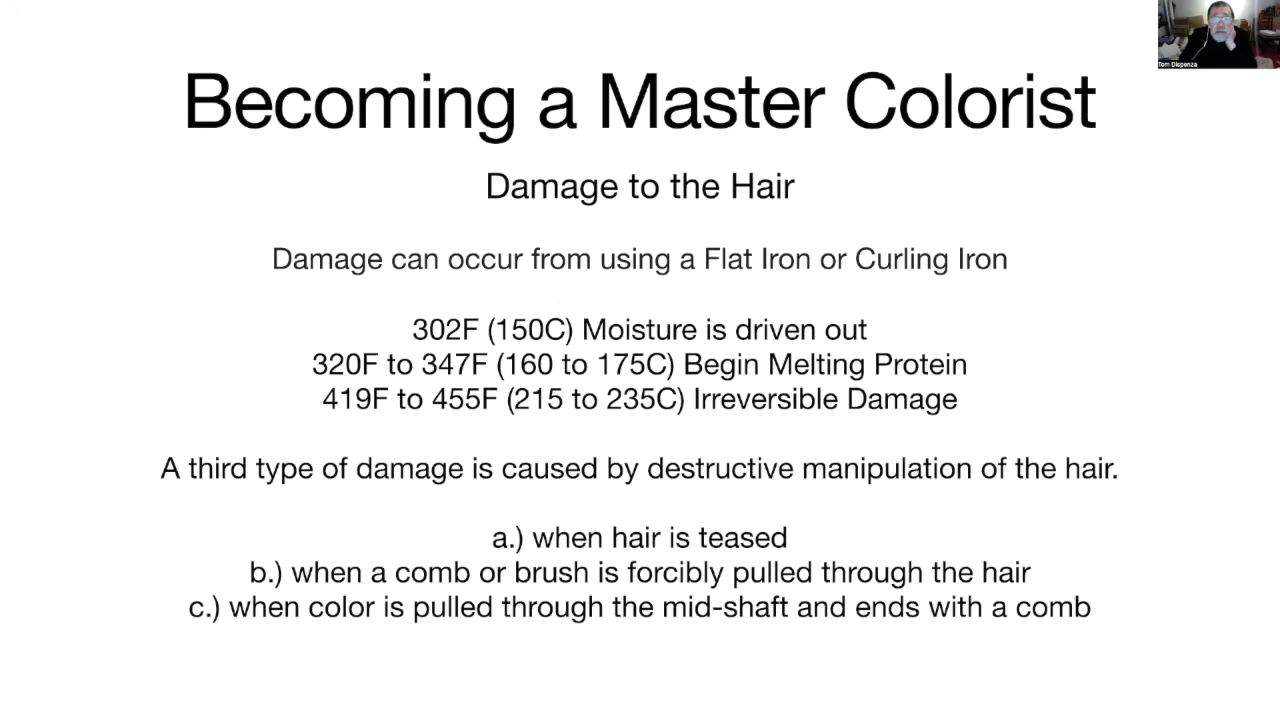 Becoming a Master Colorist
Tom Dispenza
Damage to the Hair
Damage can occur from using a Flat Iron or Curling Iron
302F (150C) Moisture is driven out
320F to 347F (160 to 175C) Begin Melting Protein
419F to 455F (215 to 235C) Irreversible Damage
A third type of damage is caused by destructive manipulation of the hair.
a.) when hair is teased
b.) when a comb or brush is forcibly pulled through the hair
c.) when color is pulled through the mid-shaft and ends with a comb